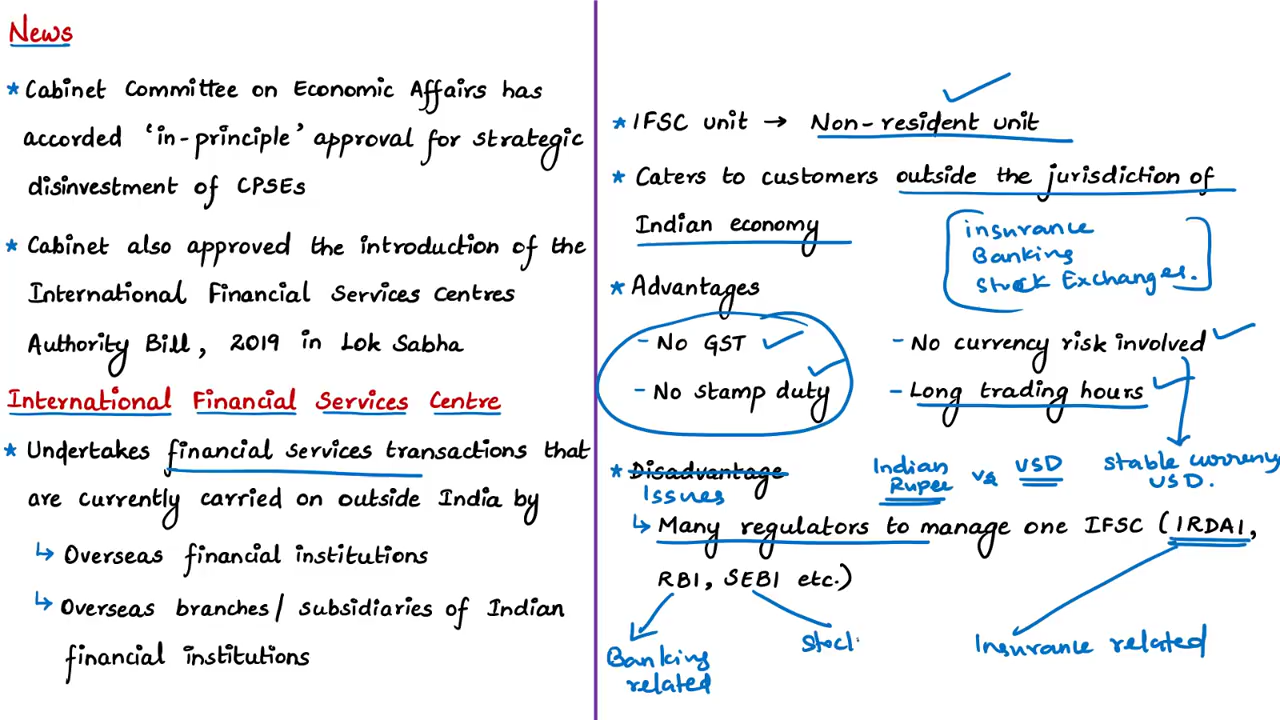 News
* Cabinet Committee on Economic Affairs has
accorded 'in-principle' approval for strategic
disinvestment of CPSEs
* Cabinet also approved the introduction of the
International Financial Services Centres
Authority Bill, 2019 in Lok Sabha
International Financial Services Centre
* Undertakes financial services transactions that
are currently carried on outside India by
↳ Overseas financial institutions
↳ Overseas branches/ subsidiaries of Indian
financial institutions
* IFSC unit → Non-resident unit
* Caters to customers outside the jurisdiction of
Indian economy
insurance
Banking
Stock Exchanges.
* Advantages
- No GST
- No stamp duty
- No currency risk involved
- Long trading hours
stable currency
USD.
Indian
Rupee vs USD
* Disadvantage
Issues
↳ Many regulators to manage one IFSC (IRDAI,
RBI, SEBI etc.)
Banking
related
Stock
Insurance related